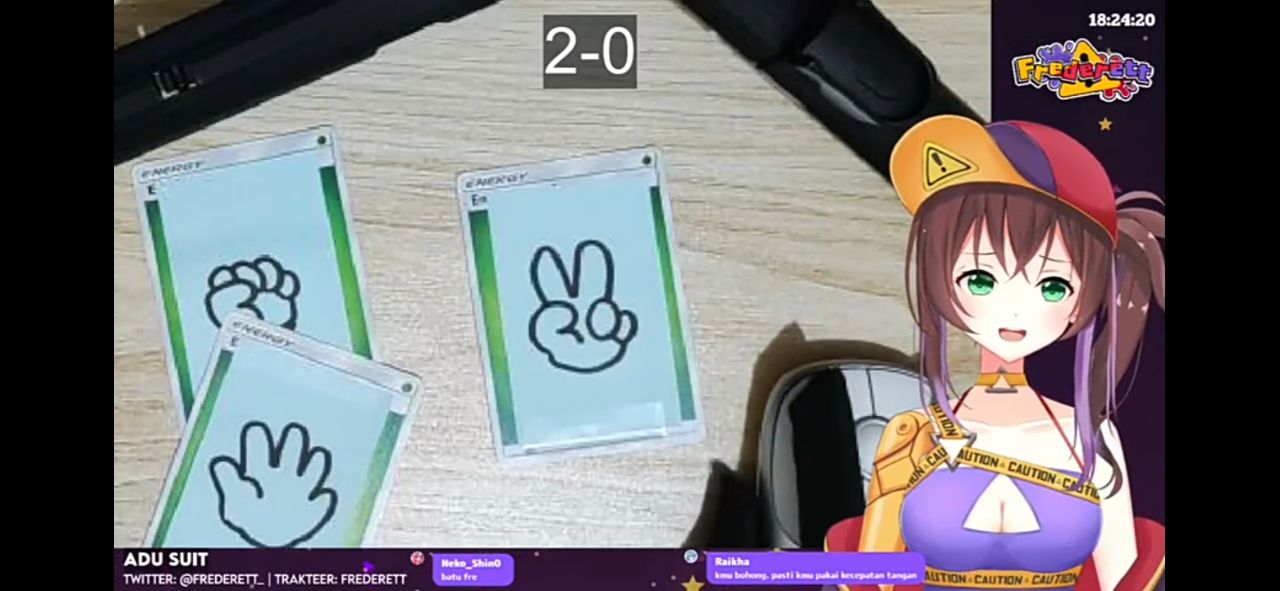 2-0
18:24:20
Frederett
ENERGY
E
ENERGY
En
ENERGY
E
CAUTION
CAUTION CAUTION
CAUTION CAUTION
ADU SUIT
TWITTER: @FREDERETT_ | TRAKTEER: FREDERETT
Neko_Shin0
batu fre
Raikha
kmu bohong. pasti kmu pakai kecepatan tangan